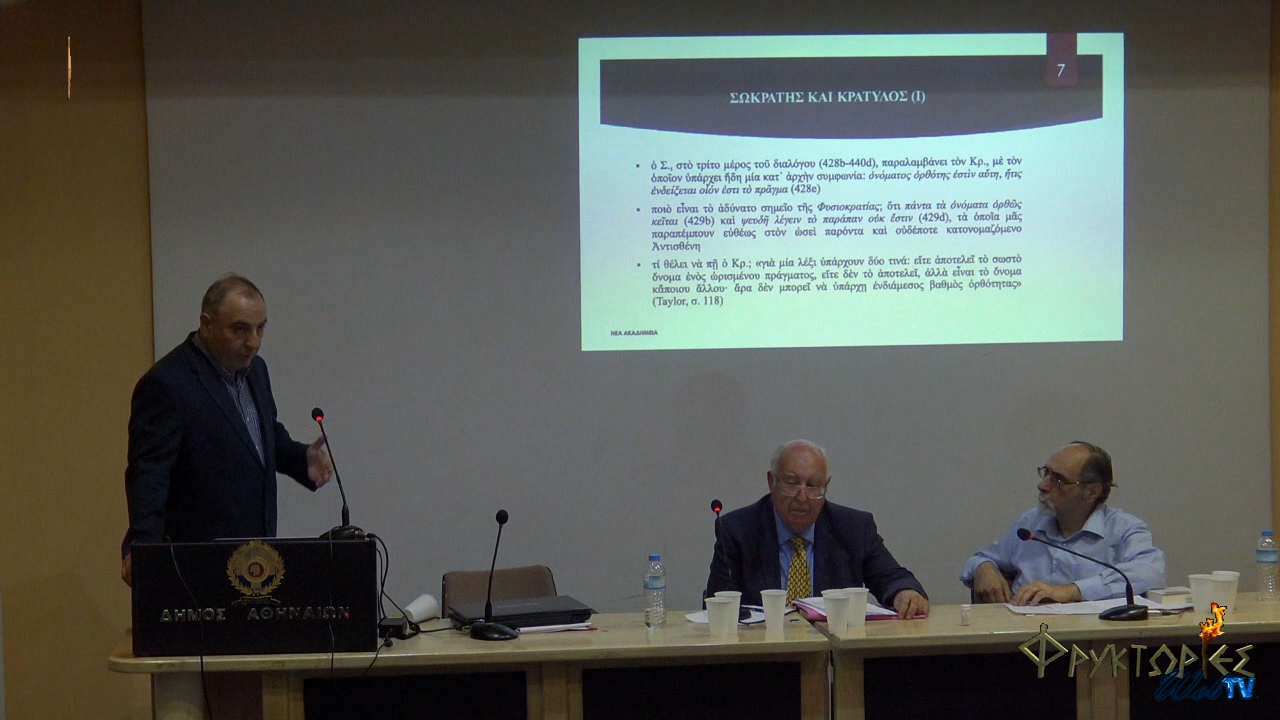 7
ΣΩΚΡΑΤΗΣ ΚΑΙ ΚΡΑΤΥΛΟΣ (Ι)
▪ ὁ Σ., στὸ τρίτο μέρος τοῦ διαλόγου (428b-440d), παραλαμβάνει τὸν Κρ., μὲ τὸν
ὁποῖον ὑπάρχει ἤδη μία κατ᾽ ἀρχὴν συμφωνία: ὀνόματος ὀρθότης ἐστὶν αὕτη, ἥτις
ἐνδείξεται οἷόν ἐστι τὸ πρᾶγμα (428e)
▪ ποιὸ εἶναι τὸ ἀδύνατο σημεῖο τῆς Φυσιοκρατίας; ὅτι πάντα τὰ ὀνόματα ὀρθῶς
κεῖται (429b) καὶ ψευδῆ λέγειν τὸ παράπαν οὐκ ἔστιν (429d), τὰ ὁποῖα μᾶς
παραπέμπουν εὐθέως στὸν ὡσεὶ παρόντα καὶ οὐδέποτε κατονομαζόμενο
Ἀντισθένη
▪ τί θέλει νὰ πῇ ὁ Κρ.; «γιὰ μία λέξι ὑπάρχουν δύο τινά: εἴτε ἀποτελεῖ τὸ σωστὸ
ὄνομα ἑνὸς ὡρισμένου πράγματος, εἴτε δὲν τὸ ἀποτελεῖ, ἀλλὰ εἶναι τὸ ὄνομα
κἄποιου ἄλλου· ἄρα δὲν μπορεῖ νὰ ὑπάρχῃ ἐνδιάμεσος βαθμὸς ὀρθότητας»
(Taylor, σ. 118)
ΝΕΑ ΑΚΑΔΗΜΕΙΑ
ΔΗΜΟΣ ΑΘΗΝΑΙΩΝ
ΦΡΥΚΤΩΡΙΕΣ
Web TV